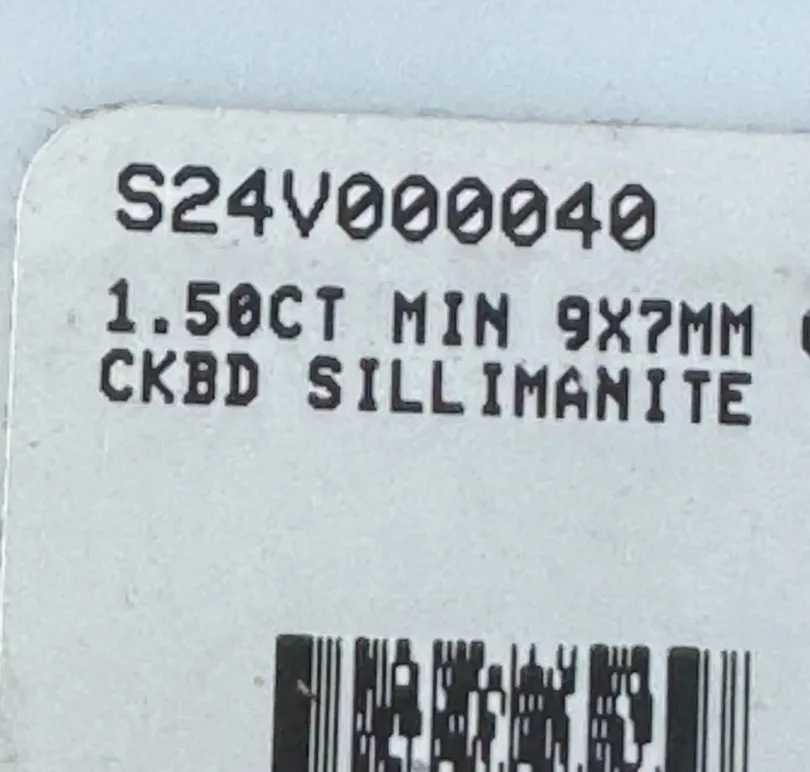 S24V000040
1.50CT MIN 9X7MM
CKBD SILLIMANITE